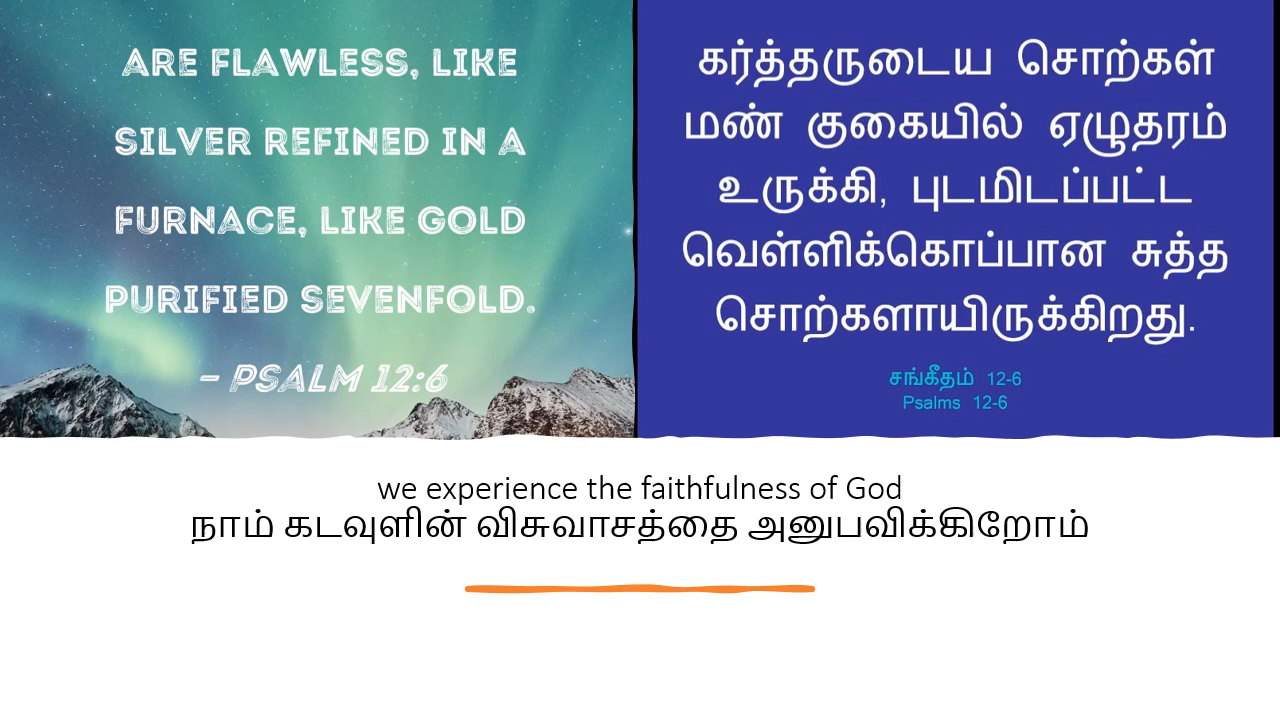 ARE FLAWLESS, LIKE
SILVER REFINED IN A
FURNACE, LIKE GOLD
PURIFIED SEVENFOLD.
– PSALM 12:6
கர்த்தருடைய சொற்கள்
மண் குகையில் ஏழுதரம்
உருக்கி, புடமிடப்பட்ட
வெள்ளிக்கொப்பான சுத்த
சொற்களாயிருக்கிறது.
சங்கீதம் 12-6
Psalms 12-6
we experience the faithfulness of God
நாம் கடவுளின் விசுவாசத்தை அனுபவிக்கிறோம்